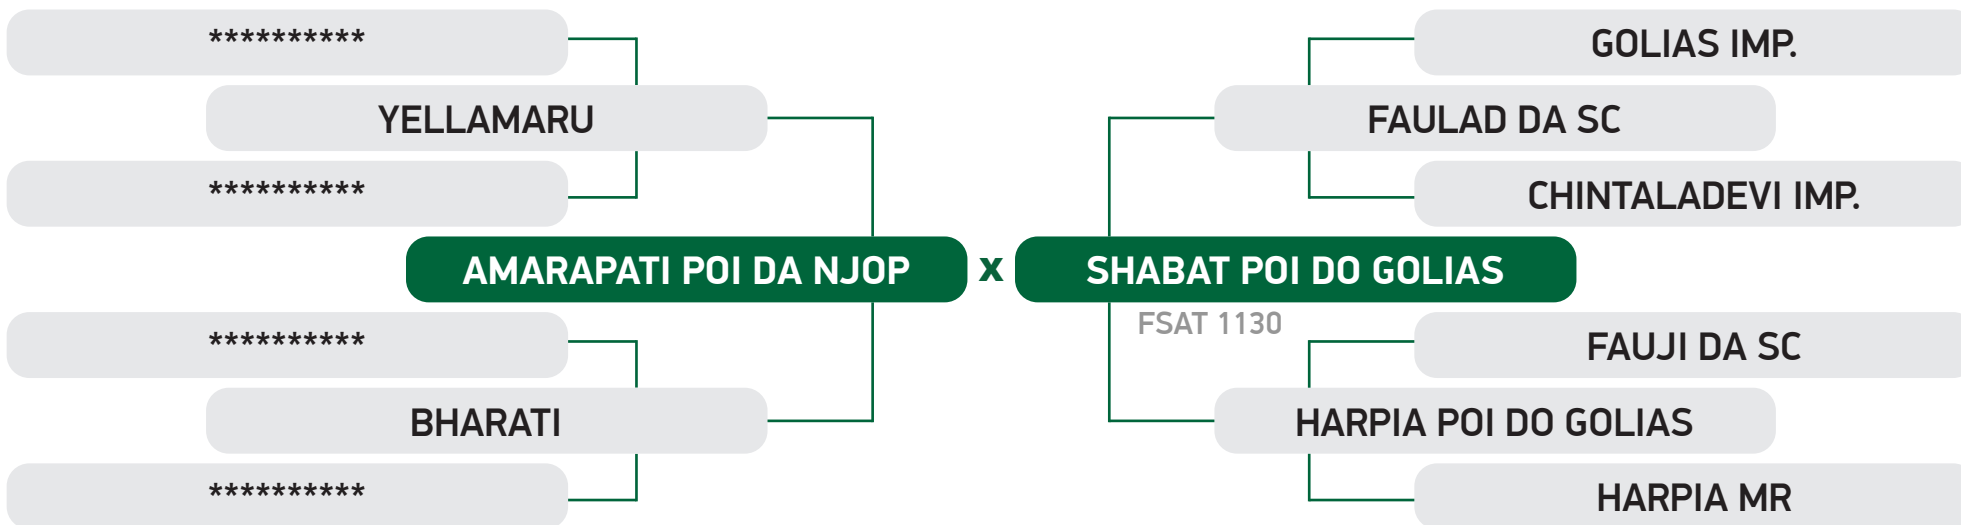 **********
GOLIAS IMP.
YELLAMARU
FAULAD DA SC
**********
CHINTALADEVI IMP.
AMARAPATI POI DA NJOP x SHABAT POI DO GOLIAS
FSAT 1130
**********
FAUJI DA SC
BHARATI
HARPIA POI DO GOLIAS
**********
HARPIA MR